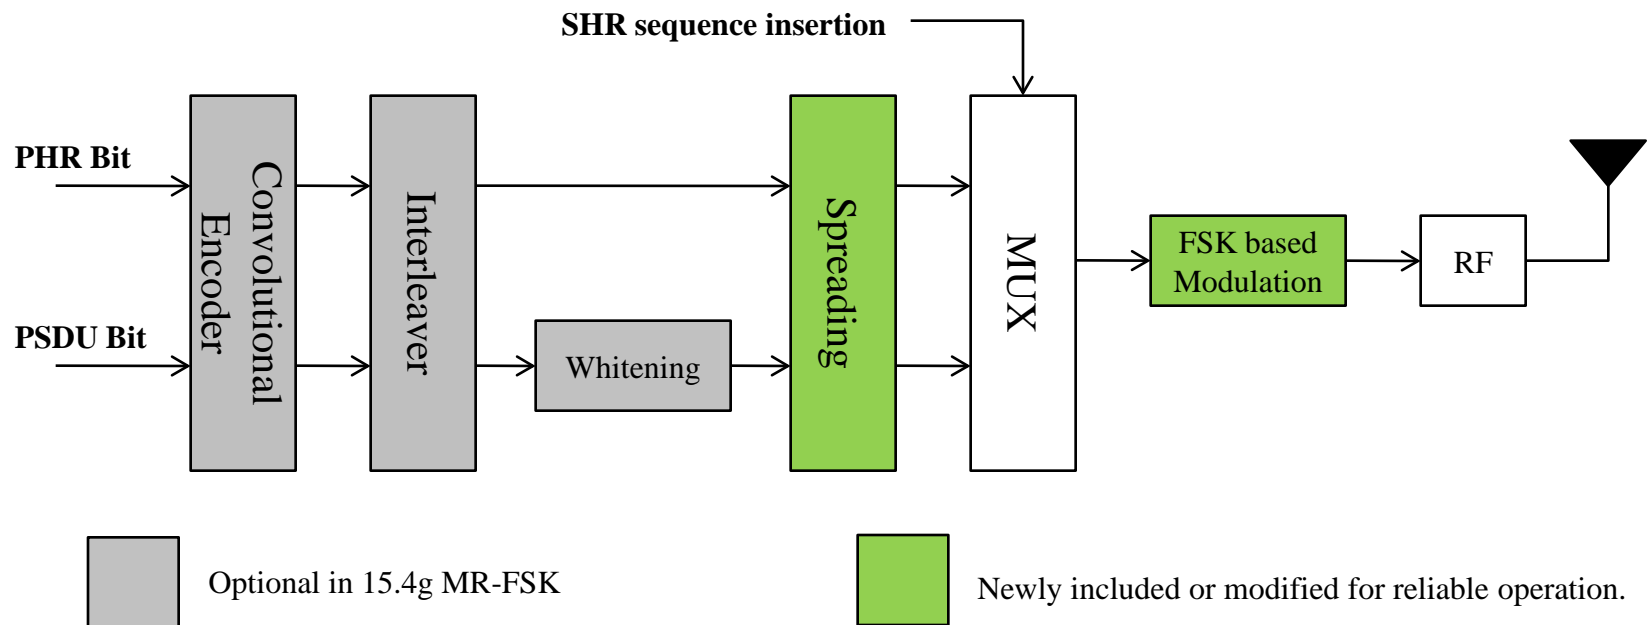 SHR sequence insertion
PHR Bit
PSDU Bit
Convolutional
Encoder
Interleaver
Whitening
Spreading
MUX
FSK based
Modulation
RF
Optional in 15.4g MR-FSK
Newly included or modified for reliable operation.